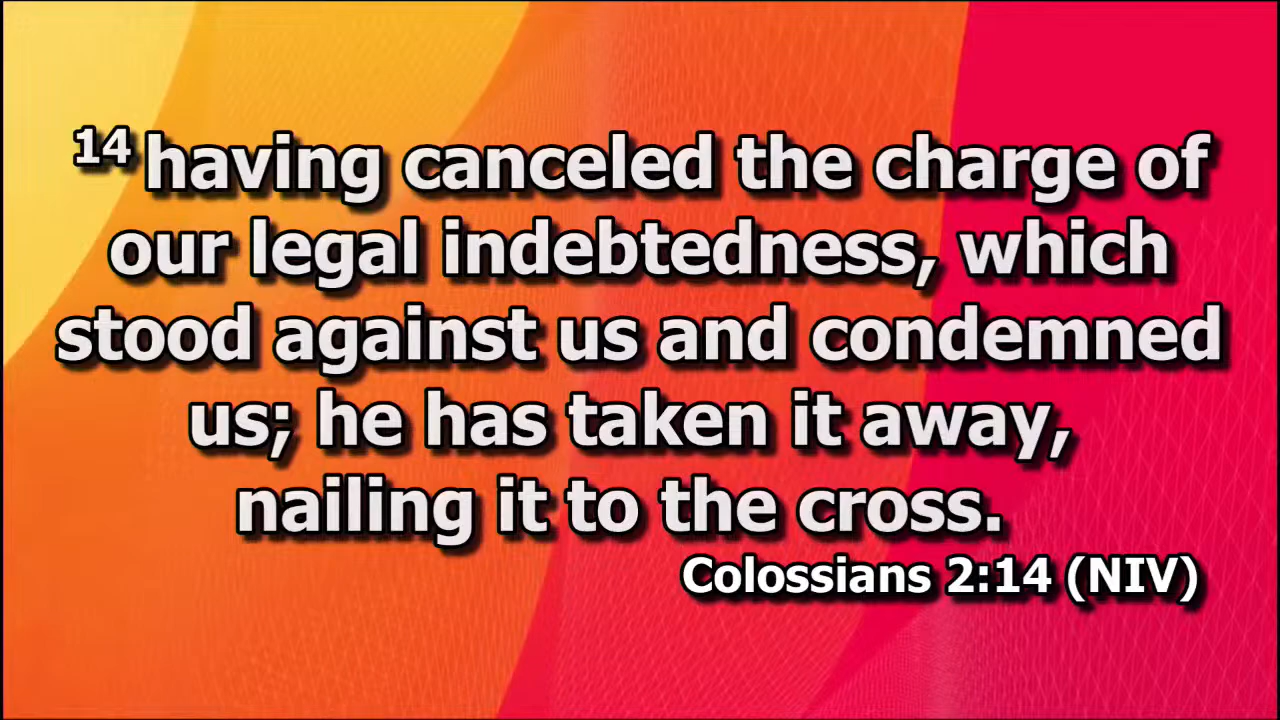 14 having canceled the charge of
our legal indebtedness, which
stood against us and condemned
us; he has taken it away,
nailing it to the cross.
Colossians 2:14 (NIV)